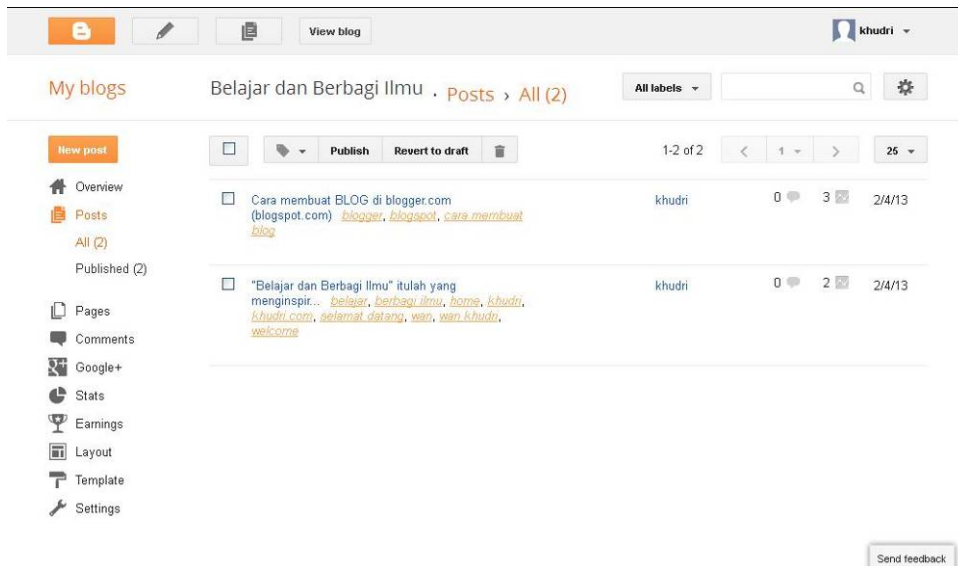 View blog
khudri
My blogs
Belajar dan Berbagi Ilmu . Posts › All (2)
All labels
New post
Publish
Revert to draft
1-2 of 2
1
25
Overview
Posts
All (2)
Published (2)
Pages
Comments
Google+
Stats
Earnings
Layout
Template
Settings
Cara membuat BLOG di blogger.com
(blogspot.com) blogger, blogspot, cara membuat
blog
khudri
0
3
2/4/13
"Belajar dan Berbagi Ilmu" itulah yang
menginspir... belajar, berbagi ilmu, home, khudri,
khudri.com, selamat datang, wan, wan khudri,
welcome
khudri
0
2
2/4/13
Send feedback